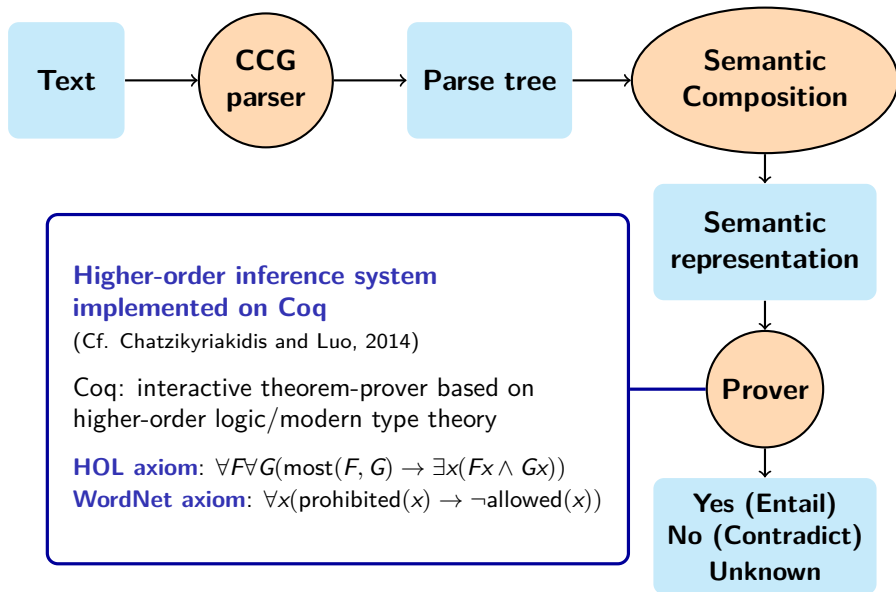 Text
CCG
parser
Parse tree
Semantic
Composition
Semantic
representation
Higher-order inference system
implemented on Coq
(Cf. Chatzikyriakidis and Luo, 2014)
Coq: interactive theorem-prover based on
higher-order logic/modern type theory
HOL axiom: ∀F∀G(most(F, G) → ∃x(Fx ∧ Gx))
WordNet axiom: ∀x(prohibited(x) → ¬allowed(x))
Prover
Yes (Entail)
No (Contradict)
Unknown